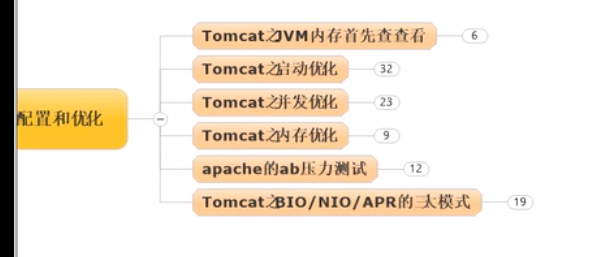 Tomcat之JVM内存首先查查看 6
Tomcat之启动优化 32
Tomcat之并发优化 23
配置和优化
Tomcat之内存优化 9
apache的ab压力测试 12
Tomcat之BIO/NIO/APR的三大模式 19